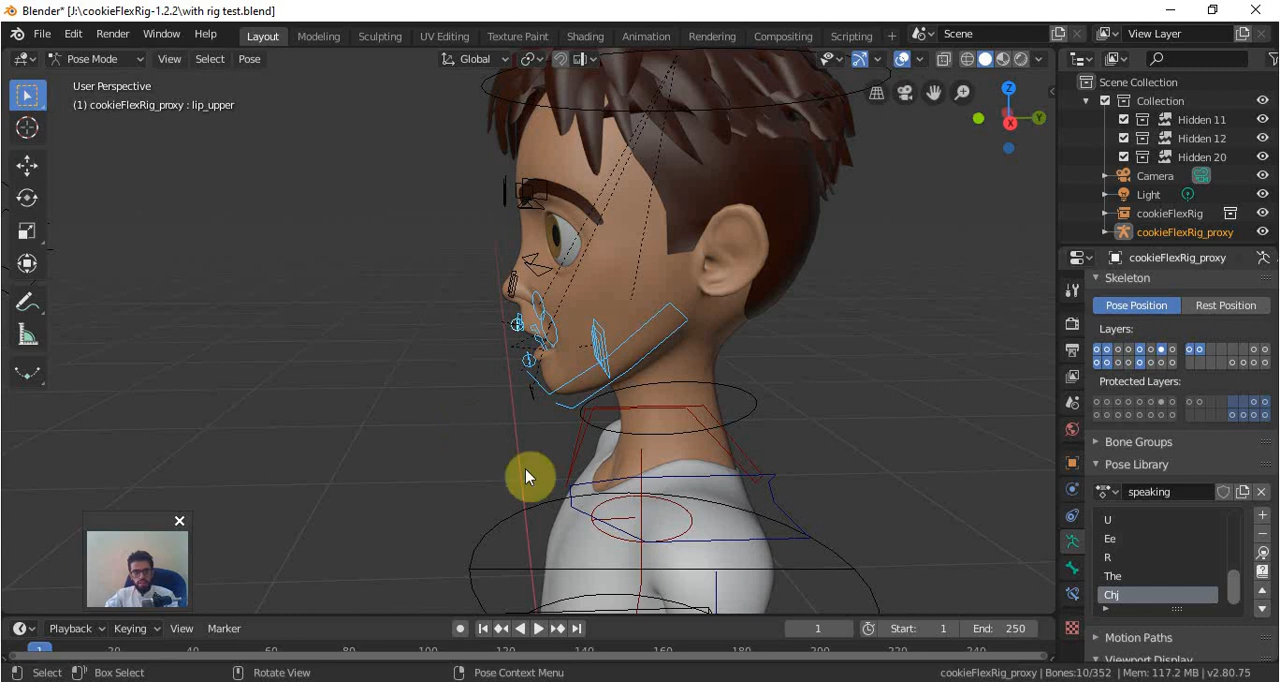 Blender* [J:\cookieFlexRig-1.2.2\with rig test.blend]
File Edit Render Window Help Layout Modeling Sculpting UV Editing Texture Paint Shading Animation Rendering Compositing Scripting + Scene View Layer
Pose Mode View Select Pose Global
User Perspective
(1) cookieFlexRig_proxy : lip_upper
Z
Y
X
Scene Collection
Collection
Hidden 11
Hidden 12
Hidden 20
Camera
Light
cookieFlexRig
cookieFlexRig_proxy
cookieFlexRig_proxy
Skeleton
Pose Position Rest Position
Layers:
Protected Layers:
Bone Groups
Pose Library
speaking
U
Ee
R
The
Chj
Motion Paths
Viewport Display
Playback Keying View Marker 1 Start: 1 End: 250
1 20 80 100 120 140 160 180 200 220 240
Select Box Select Rotate View Pose Context Menu cookieFlexRig_proxy | Bones:10/352 | Mem: 117.2 MB | v2.80.75